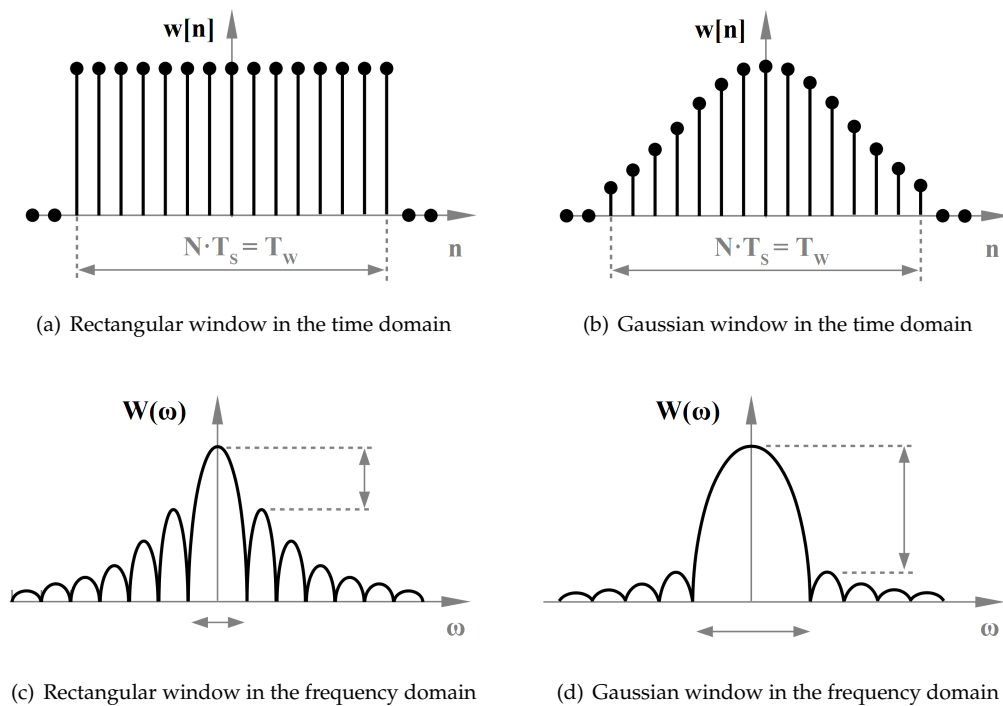 w[n]
w[n]
N·T_S = T_W
n
N·T_S = T_W
n
(a) Rectangular window in the time domain
(b) Gaussian window in the time domain
W(ω)
W(ω)
ω
ω
(c) Rectangular window in the frequency domain
(d) Gaussian window in the frequency domain